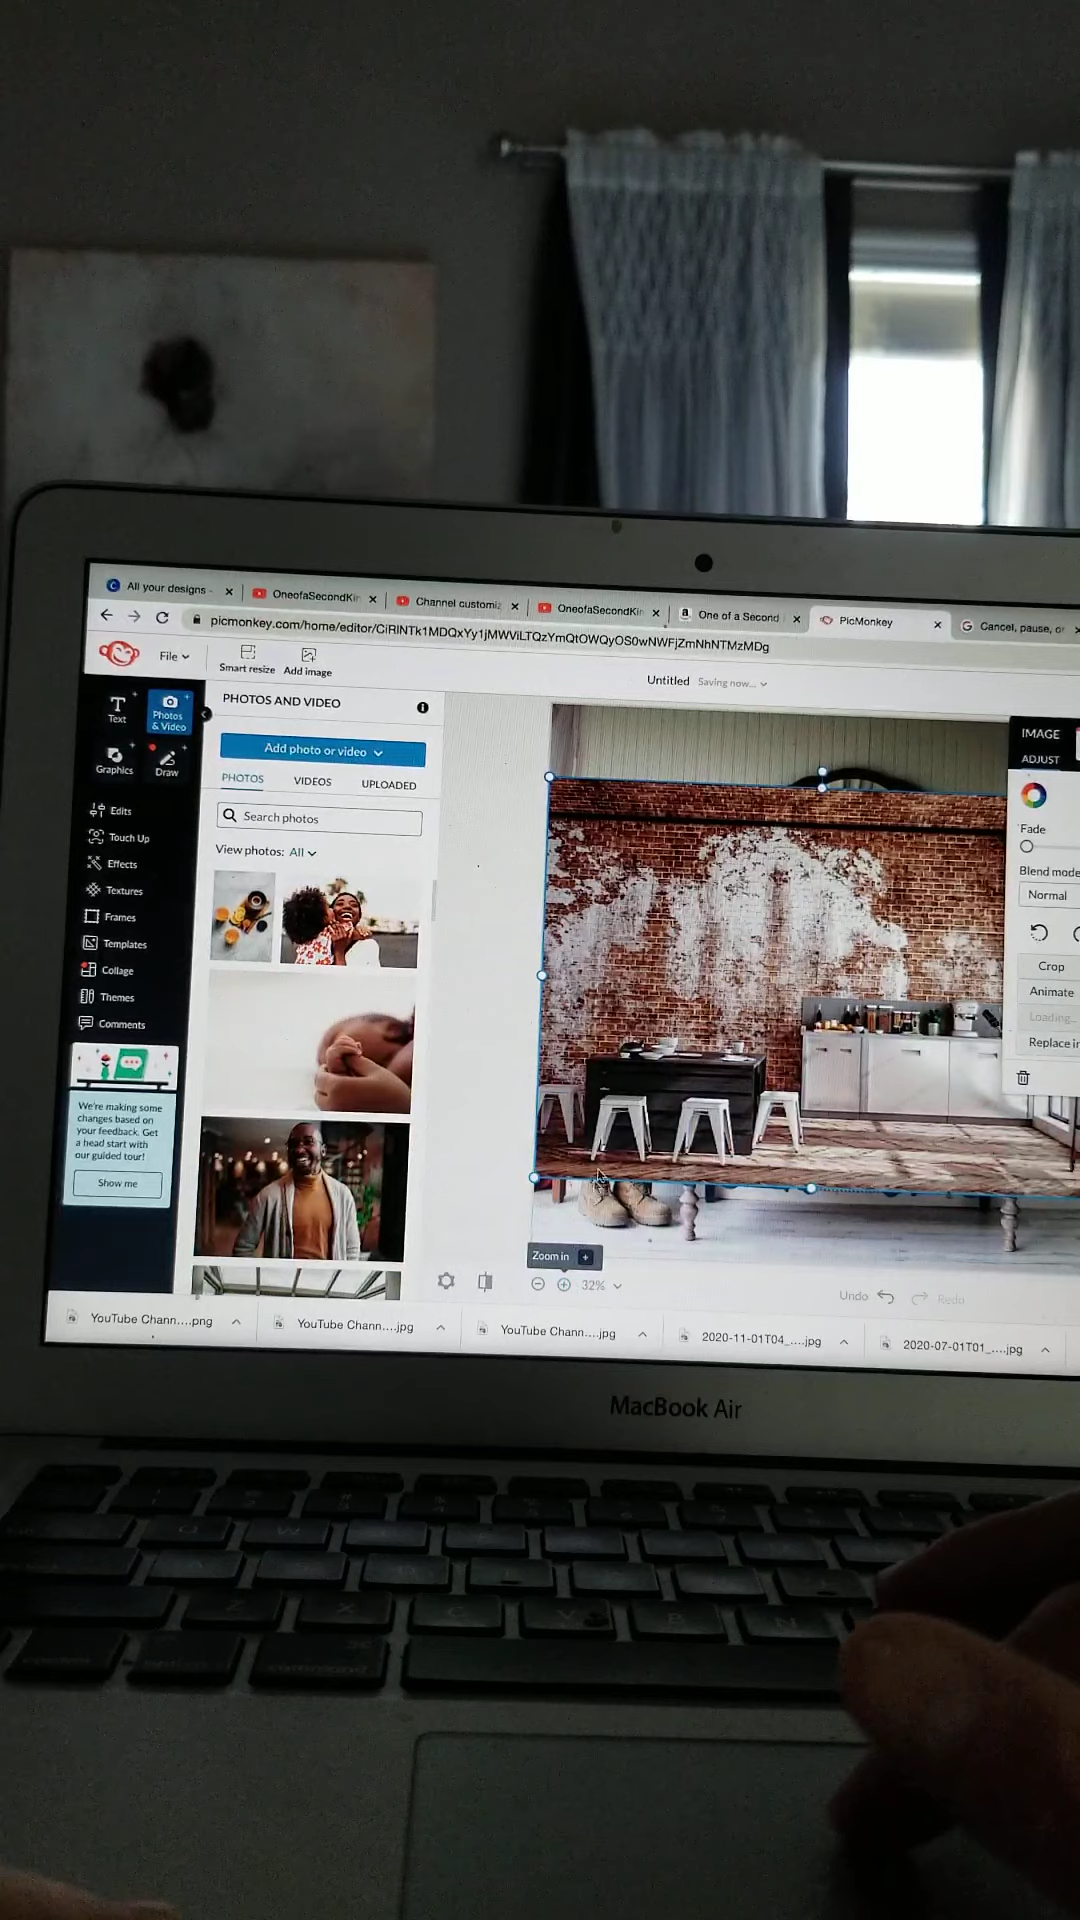 All your designs -
OneofaSecondKin
Channel customiz
OneofaSecondKin
a One of a Second
PicMonkey
G Cancel, pause, or
picmonkey.com/home/editor/
File
Smart resize
Add image
Untitled Saving now...
Text
Photos & Video
Graphics
Draw
Edits
Touch Up
Effects
Textures
Frames
Templates
Collage
Themes
Comments
We're making some
changes based on
your feedback. Get
a head start with
our guided tour!
Show me
PHOTOS AND VIDEO
Add photo or video
PHOTOS VIDEOS UPLOADED
Search photos
View photos: All
IMAGE
ADJUST
Fade
Blend mode
Normal
Crop
Animate
Loading...
Replace
Zoom in +
32%
Undo
Redo
YouTube Chann....png
YouTube Chann....jpg
YouTube Chann....jpg
2020-11-01T04_....jpg
2020-07-01T01_....jpg
MacBook Air
Z X C V B N
command